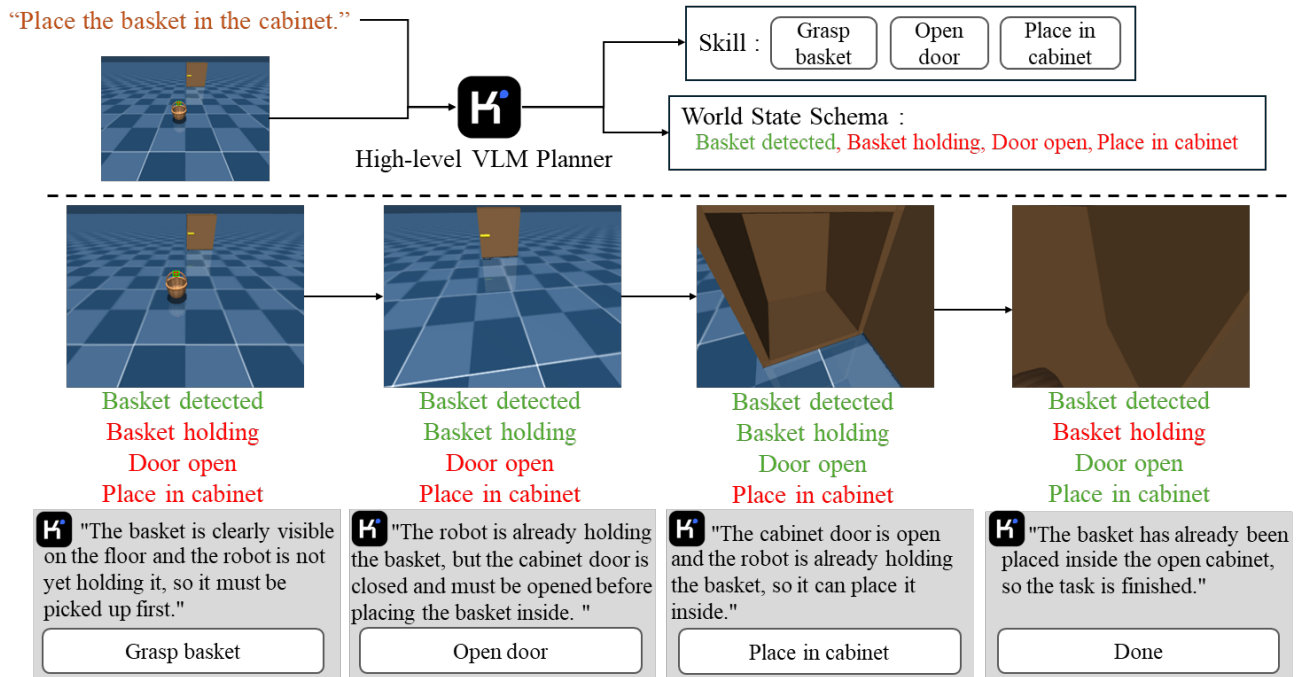 “Place the basket in the cabinet.”
Skill :
Grasp
basket
Open
door
Place in
cabinet
High-level VLM Planner
World State Schema :
Basket detected, Basket holding, Door open, Place in cabinet
Basket detected
Basket holding
Door open
Place in cabinet
Basket detected
Basket holding
Door open
Place in cabinet
Basket detected
Basket holding
Door open
Place in cabinet
Basket detected
Basket holding
Door open
Place in cabinet
"The basket is clearly visible
on the floor and the robot is not
yet holding it, so it must be
picked up first."
Grasp basket
"The robot is already holding
the basket, but the cabinet door is
closed and must be opened before
placing the basket inside. "
Open door
"The cabinet door is open
and the robot is already holding
the basket, so it can place it
inside."
Place in cabinet
"The basket has already been
placed inside the open cabinet,
so the task is finished."
Done